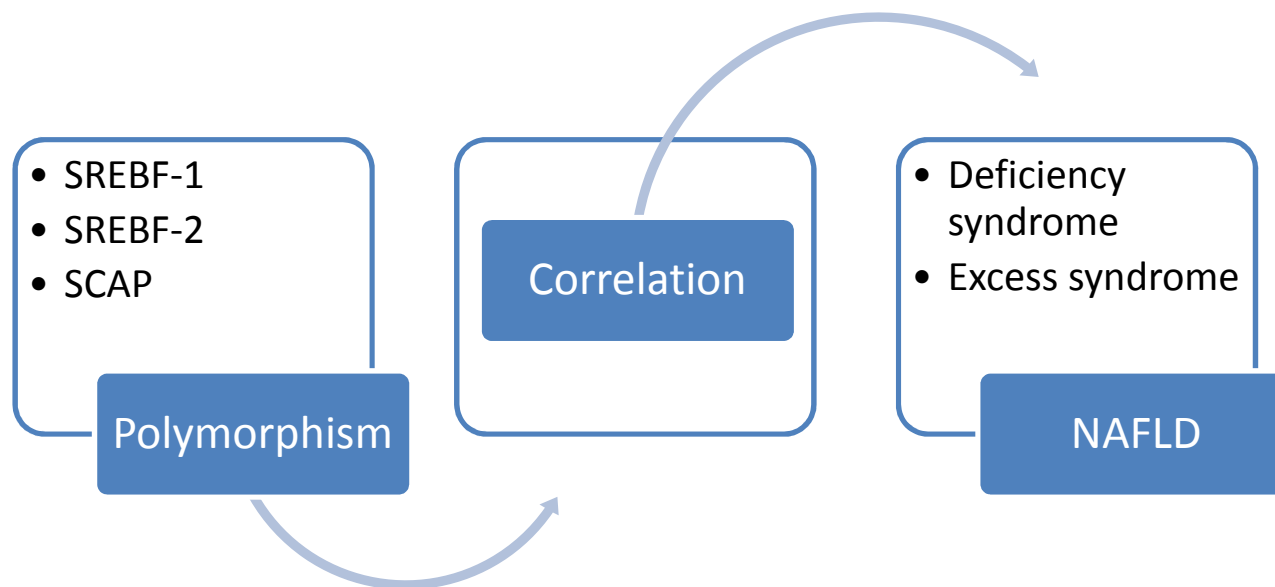 • SREBF-1
• SREBF-2
• SCAP
Polymorphism
Correlation
• Deficiency
syndrome
• Excess syndrome
NAFLD